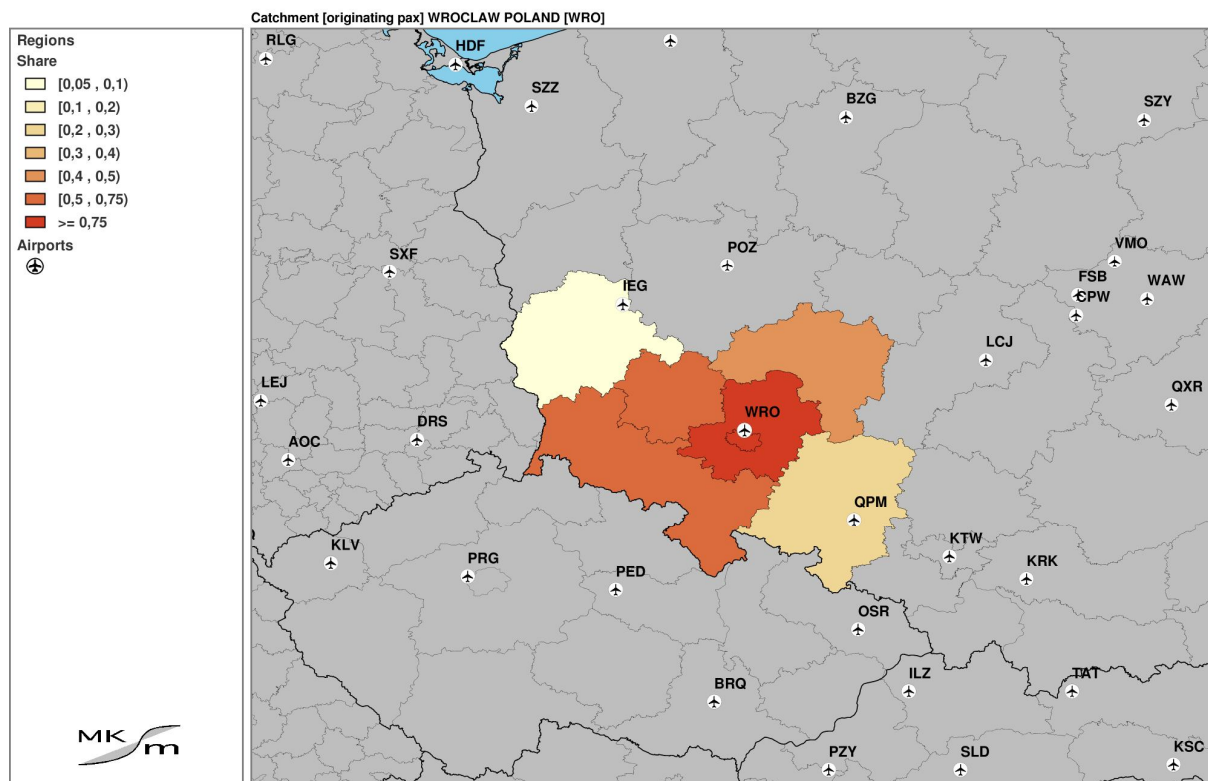 Catchment [originating pax] WROCLAW POLAND [WRO]
Regions
Share
[0,05 , 0,1)
[0,1 , 0,2)
[0,2 , 0,3)
[0,3 , 0,4)
[0,4 , 0,5)
[0,5 , 0,75)
>= 0,75
Airports
MK
m
RLG
HDF
SZZ
BZG
SZY
SXF
POZ
VMO
IEG
FSB
WAW
CPW
LCJ
LEJ
QXR
DRS
WRO
AOC
QPM
KLV
PRG
PED
KTW
KRK
OSR
BRQ
ILZ
TAT
PZY
SLD
KSC